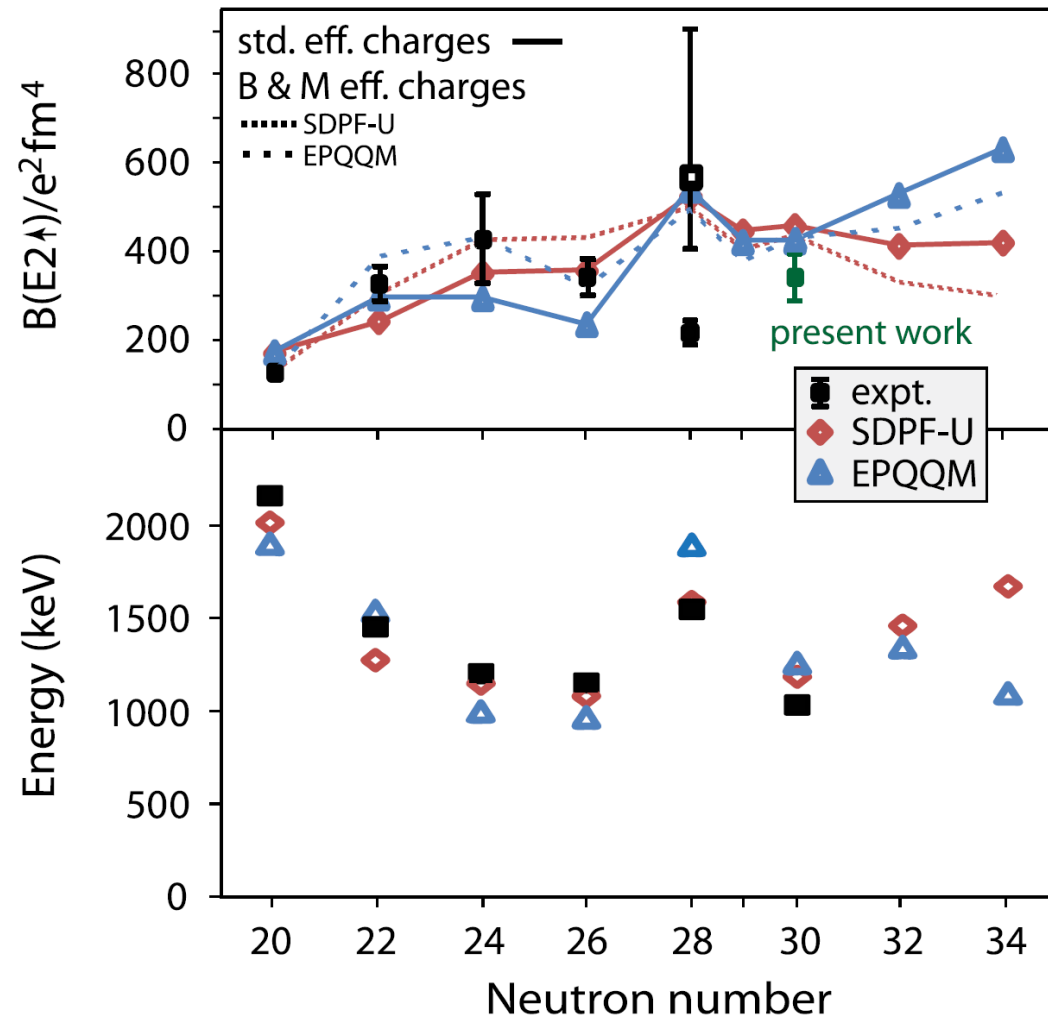 B(E2↑)/e²fm⁴
std. eff. charges
B & M eff. charges
SDPF-U
EPQQM
800
600
400
200
0
present work
expt.
SDPF-U
EPQQM
Energy (keV)
2000
1500
1000
500
0
20 22 24 26 28 30 32 34
Neutron number